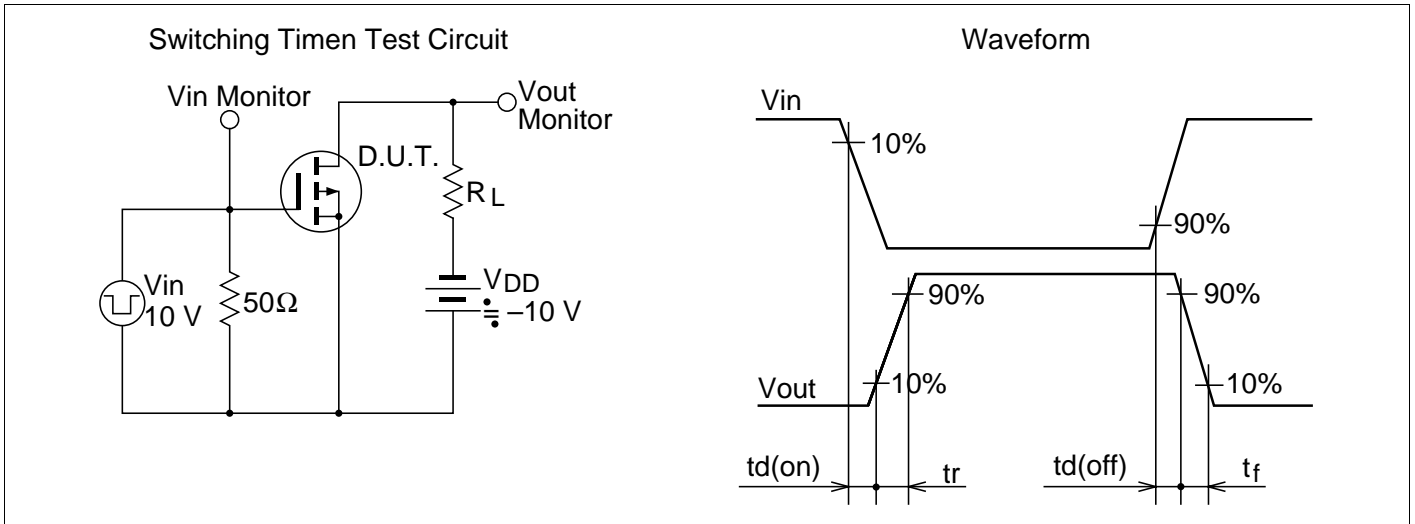 Switching Timen Test Circuit
Vin Monitor
Vout
Monitor
D.U.T.
RL
Vin
10 V
50Ω
VDD
≒ –10 V
Waveform
Vin
10%
90%
90%
90%
10%
10%
Vout
td(on)
tr
td(off)
tf